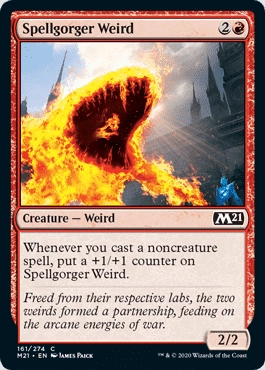 Spellgorger Weird 2
Creature — Weird M21
Whenever you cast a noncreature
spell, put a +1/+1 counter on
Spellgorger Weird.
Freed from their respective labs, the two
weirds formed a partnership, feeding on
the arcane energies of war.
2/2
161/274 C
M21 • EN JAMES PAICK ™ & © 2020 Wizards of the Coast